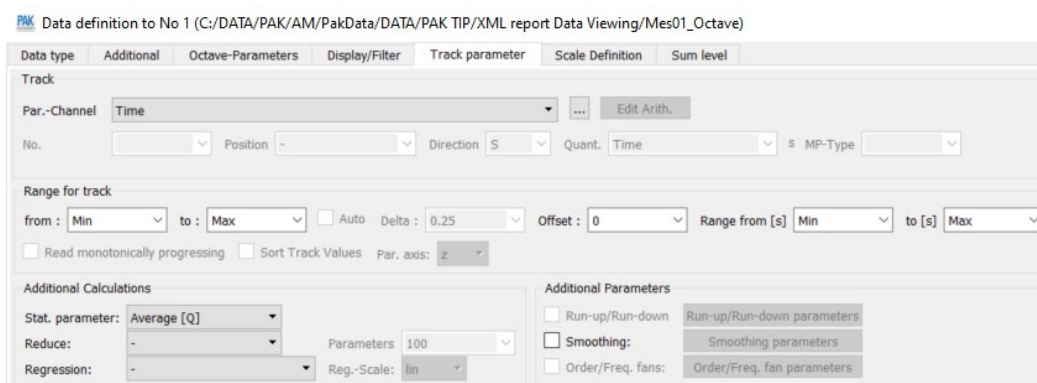 PAK Data definition to No 1 (C:/DATA/PAK/AM/PakData/DATA/PAK TIP/XML report Data Viewing/Mes01_Octave)
Data type Additional Octave-Parameters Display/Filter Track parameter Scale Definition Sum level
Track
Par.-Channel Time ... Edit Arith.
No. Position - Direction S Quant. Time s MP-Type
Range for track
from : Min to : Max Auto Delta : 0.25 Offset : 0 Range from [s] Min to [s] Max
Read monotonically progressing Sort Track Values Par. axis: z
Additional Calculations Additional Parameters
Stat. parameter: Average [Q] Run-up/Run-down Run-up/Run-down parameters
Reduce: - Parameters 100 Smoothing: Smoothing parameters
Regression: - Reg.-Scale: lin Order/Freq. fans: Order/Freq. fan parameters